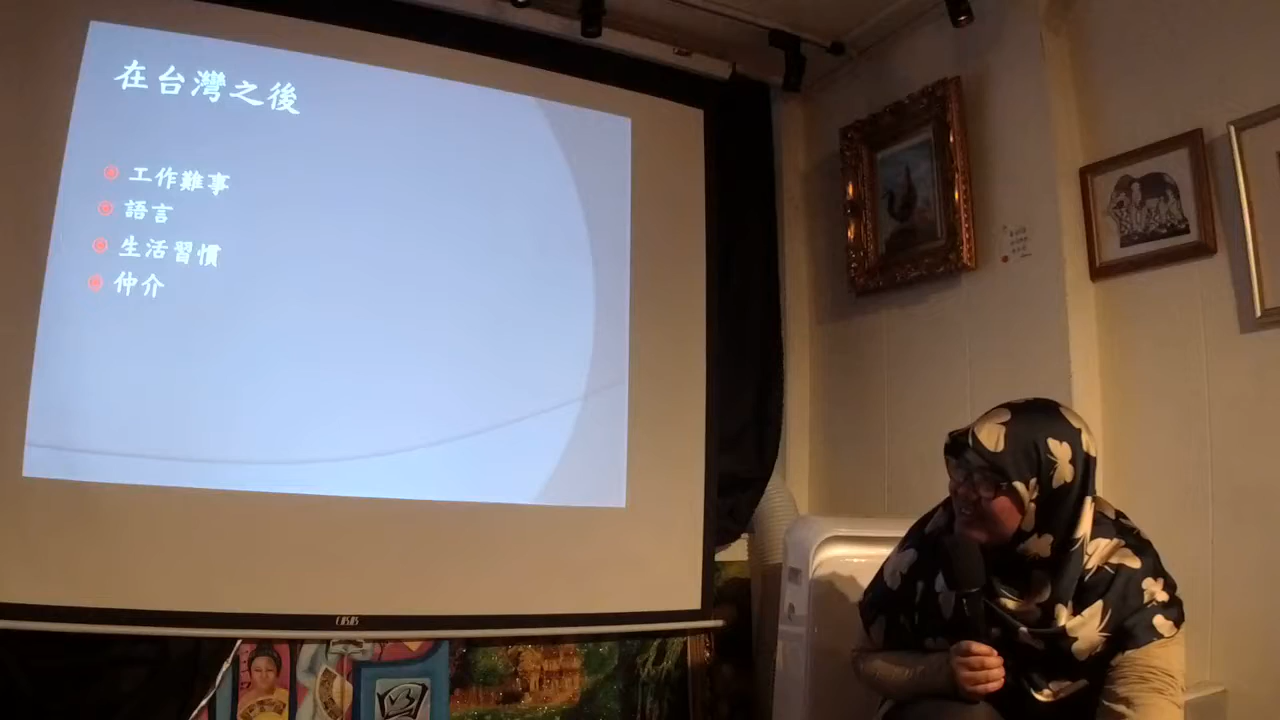 在台灣之後
工作難事
語言
生活習慣
仲介